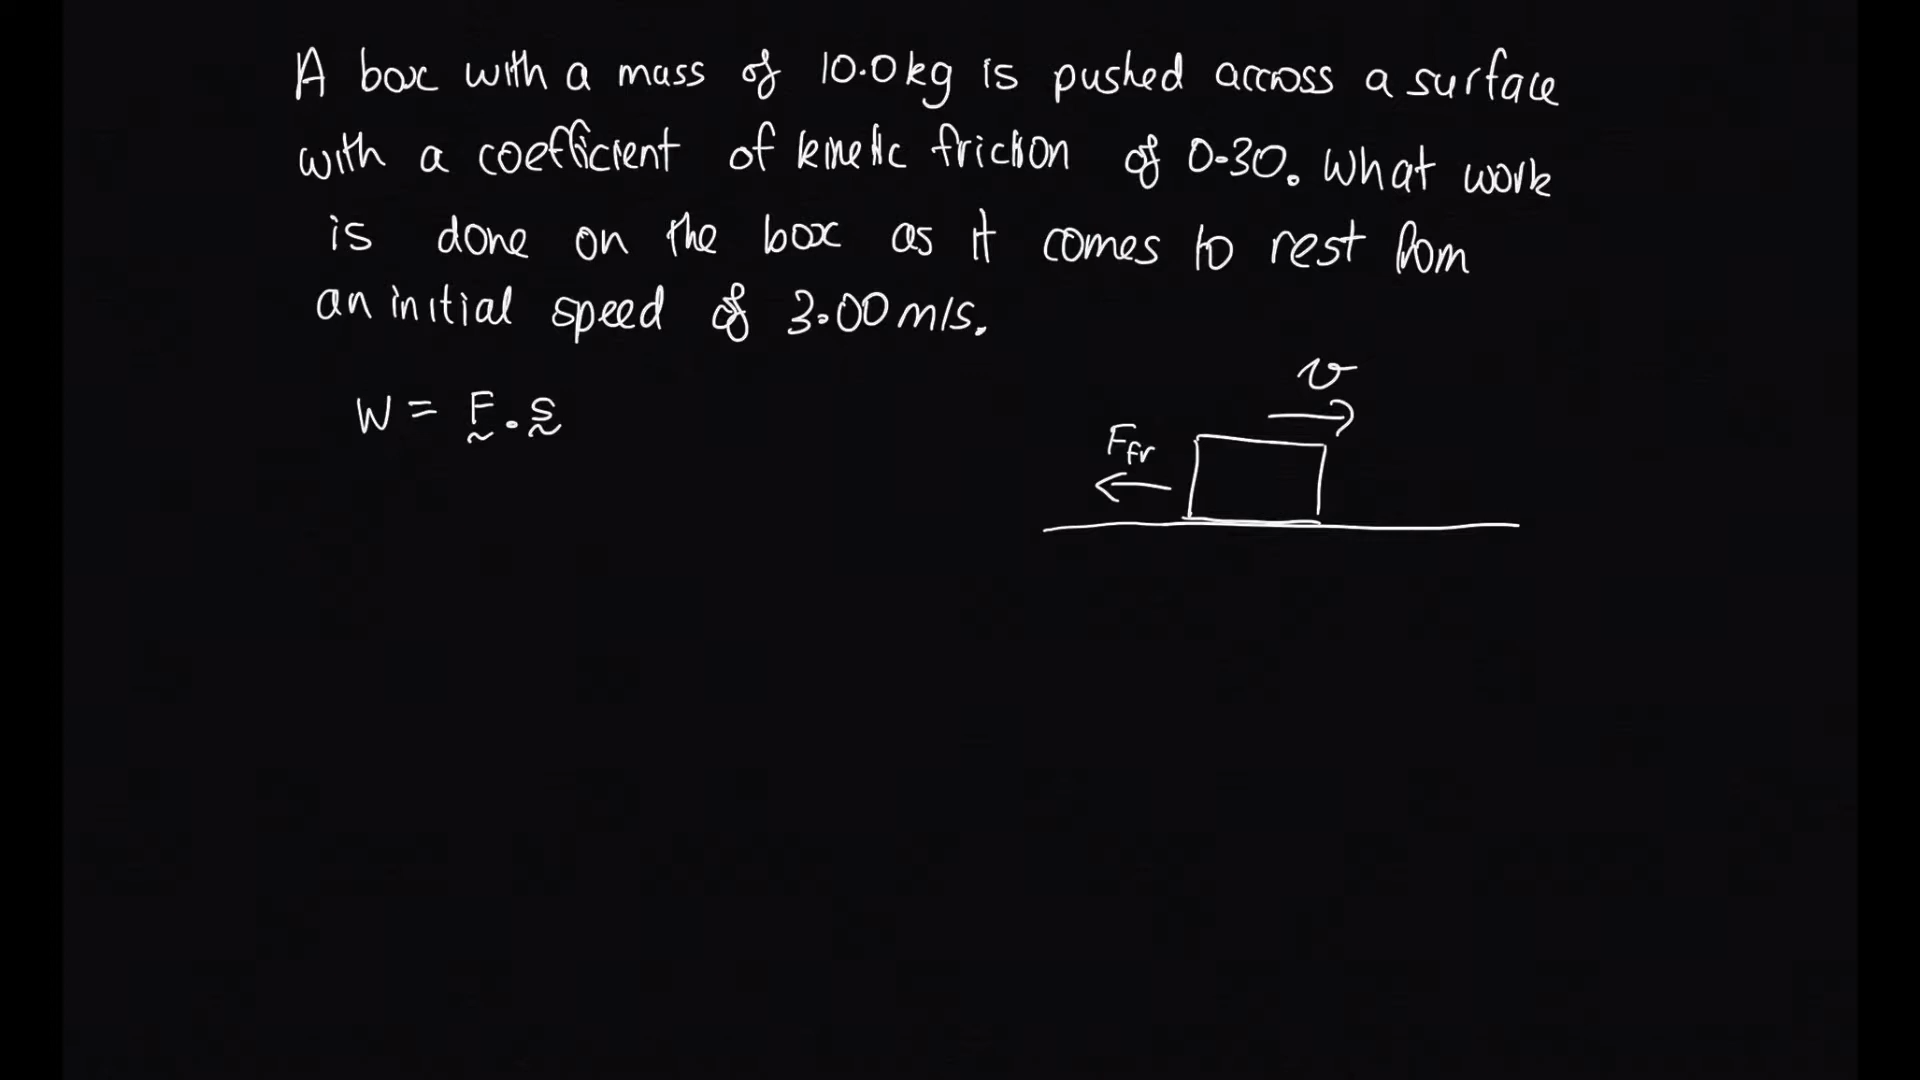 A box with a mass of 10.0kg is pushed across a surface
with a coefficient of kinetic friction of 0.30. What work
is done on the box as it comes to rest from
an initial speed of 3.00 m/s.
v
W = F . s
Ffr